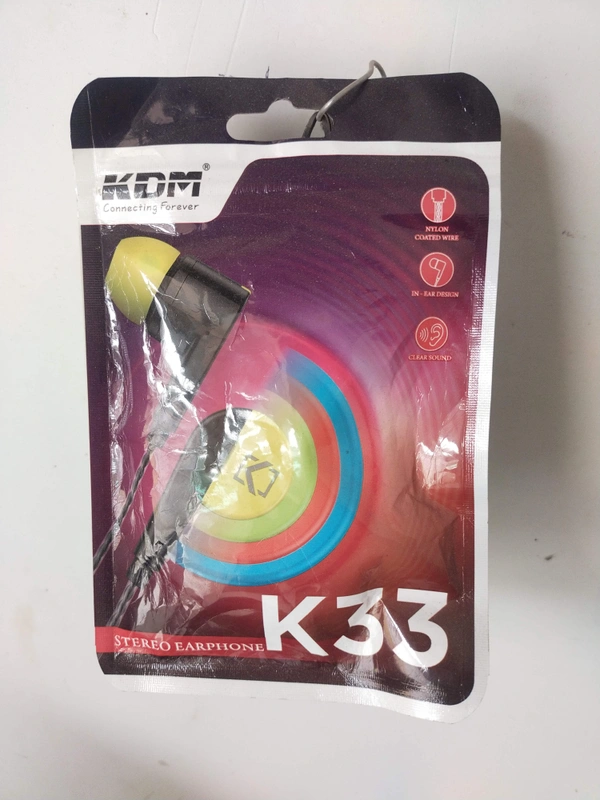 KDM®
Connecting Forever
NYLON
COATED WIRE
IN - EAR DESIGN
CLEAR SOUND
K33
STEREO EARPHONE